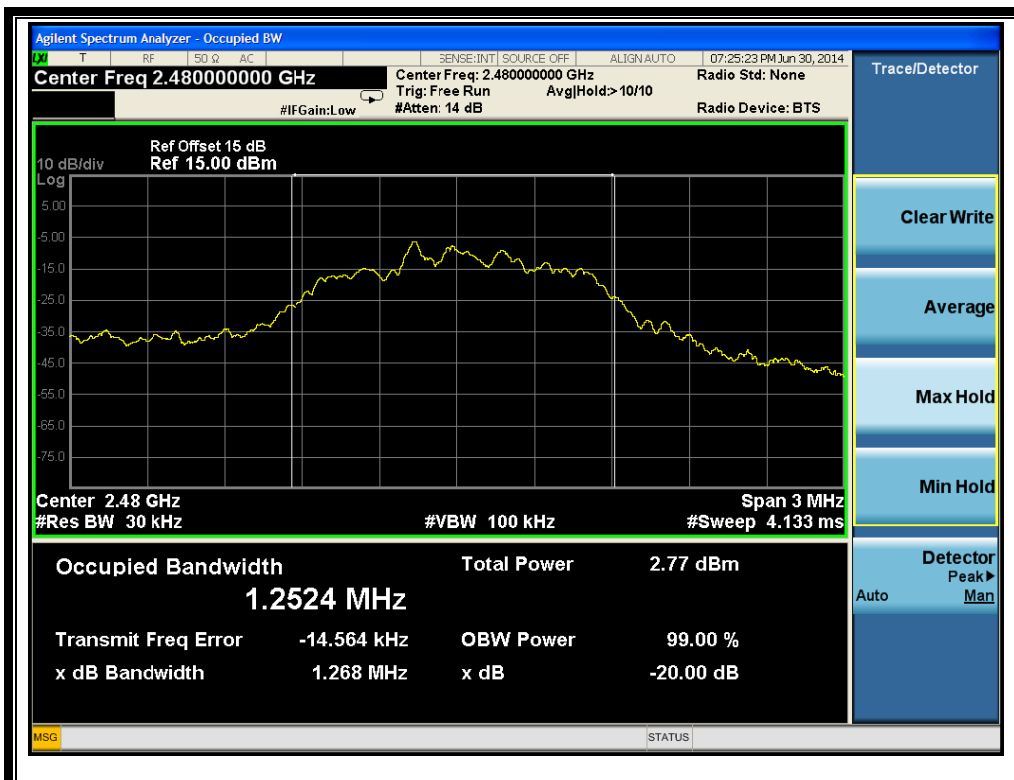 Agilent Spectrum Analyzer - Occupied BW
LXI T RF 50 Ω AC SENSE:INT SOURCE OFF ALIGN AUTO 07:25:23 PM Jun 30, 2014
Center Freq 2.480000000 GHz
Center Freq: 2.480000000 GHz
Radio Std: None
Trig: Free Run Avg|Hold:> 10/10
#IFGain:Low
#Atten: 14 dB
Radio Device: BTS
Ref Offset 15 dB
10 dB/div Ref 15.00 dBm
Log
5.00
-5.00
-15.0
-25.0
-35.0
-45.0
-55.0
-65.0
-75.0
Center 2.48 GHz Span 3 MHz
#Res BW 30 kHz #VBW 100 kHz #Sweep 4.133 ms
Occupied Bandwidth Total Power 2.77 dBm
1.2524 MHz
Transmit Freq Error -14.564 kHz OBW Power 99.00 %
x dB Bandwidth 1.268 MHz x dB -20.00 dB
MSG STATUS
Trace/Detector
Clear Write
Average
Max Hold
Min Hold
Detector
Peak▶
Auto Man